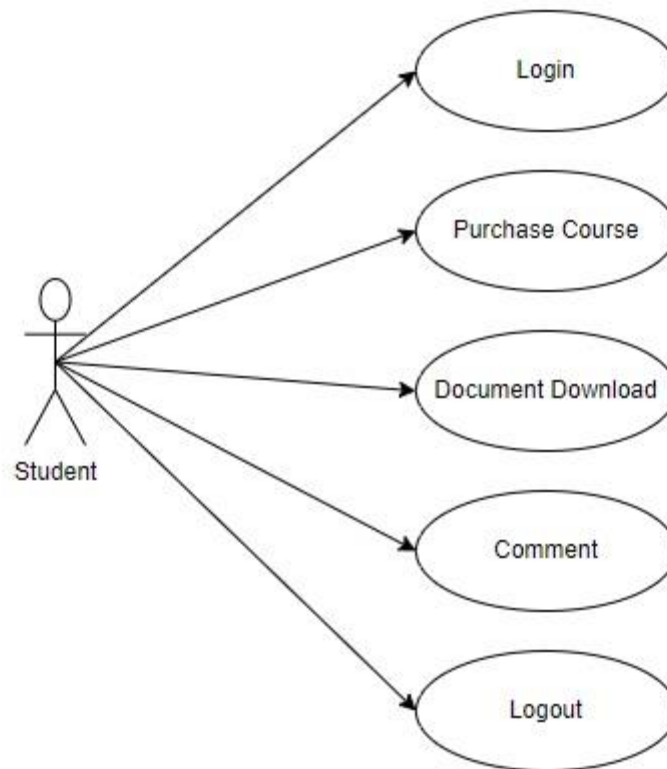 Login
Purchase Course
Document Download
Student
Comment
Logout